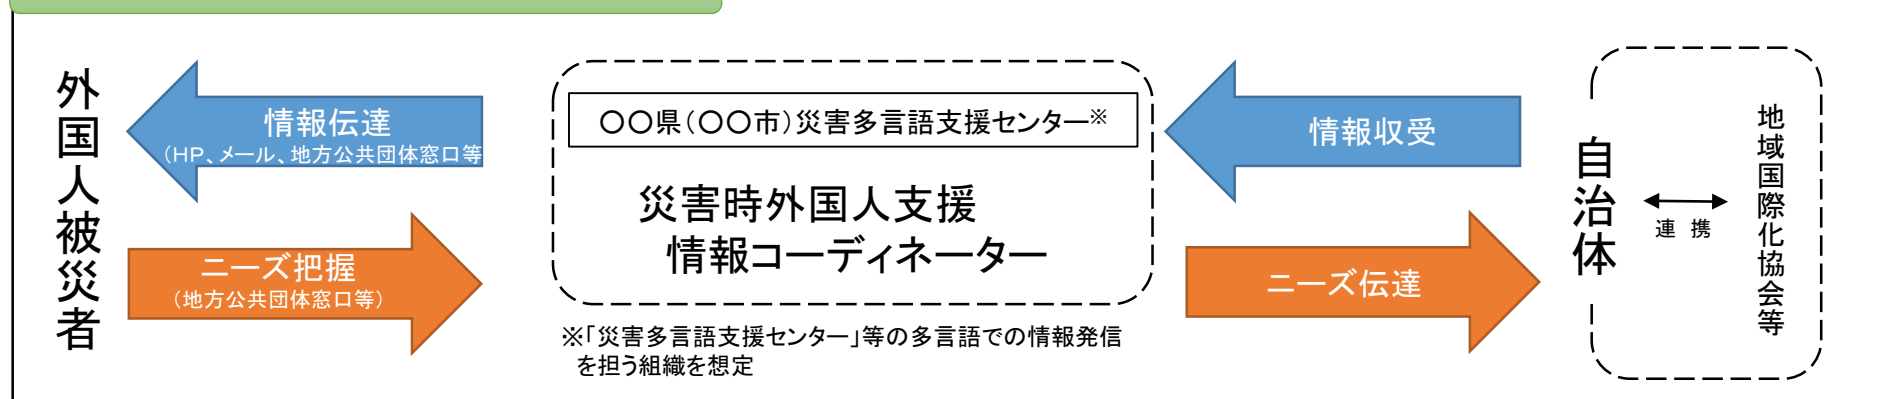 外国人被災者
情報伝達
(HP、メール、地方公共団体窓口等
ニーズ把握
(地方公共団体窓口等)
〇〇県(〇〇市)災害多言語支援センター※
災害時外国人支援
情報コーディネーター
※「災害多言語支援センター」等の多言語での情報発信
を担う組織を想定
情報収受
ニーズ伝達
自治体
連携
地域国際化協会等